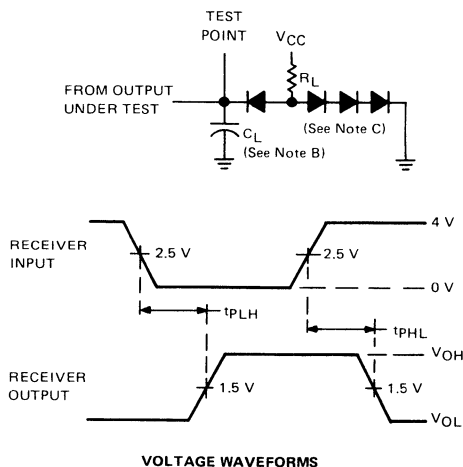 TEST
POINT
VCC
RL
FROM OUTPUT
UNDER TEST
CL
(See Note B)
(See Note C)
4 V
RECEIVER
INPUT
2.5 V
2.5 V
0 V
tPLH
tPHL
VOH
RECEIVER
OUTPUT
1.5 V
1.5 V
VOL
VOLTAGE WAVEFORMS